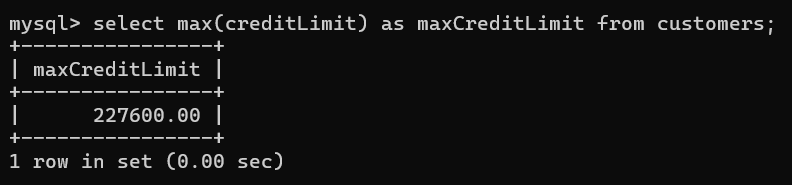 mysql> select max(creditLimit) as maxCreditLimit from customers;
+----------------+
| maxCreditLimit |
+----------------+
|      227600.00 |
+----------------+
1 row in set (0.00 sec)